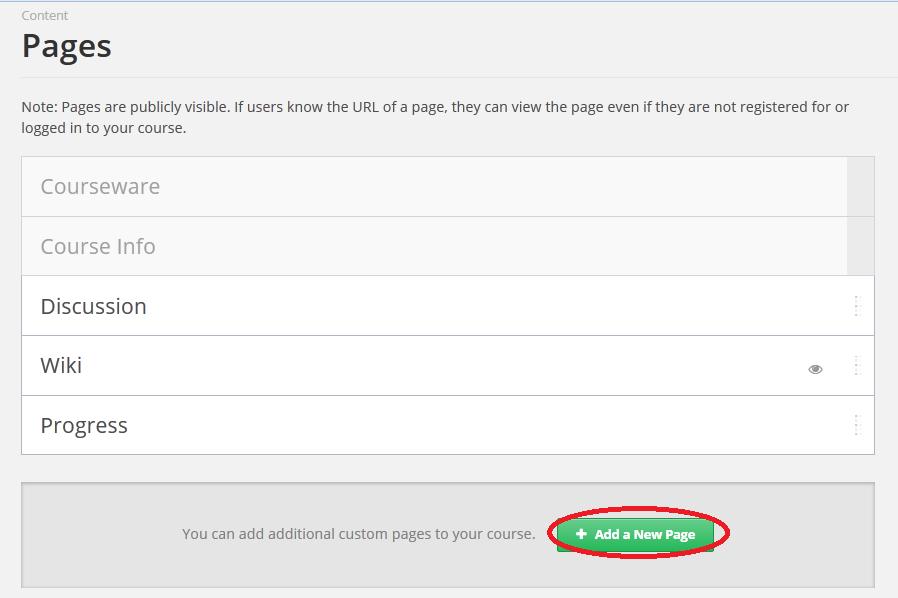 Content
Pages
Note: Pages are publicly visible. If users know the URL of a page, they can view the page even if they are not registered for or
logged in to your course.
Courseware
Course Info
Discussion
Wiki
Progress
You can add additional custom pages to your course. + Add a New Page